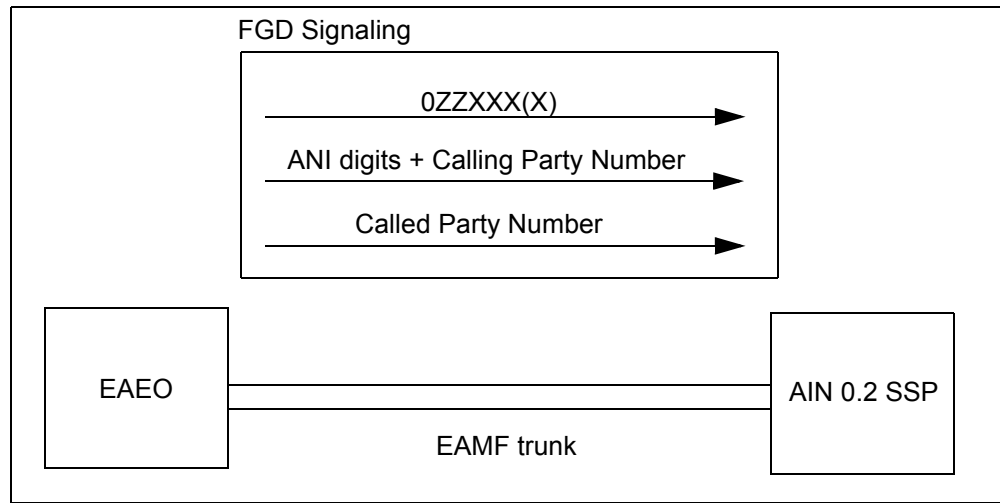 FGD Signaling
0ZZXXX(X)
ANI digits + Calling Party Number
Called Party Number
EAEO
AIN 0.2 SSP
EAMF trunk